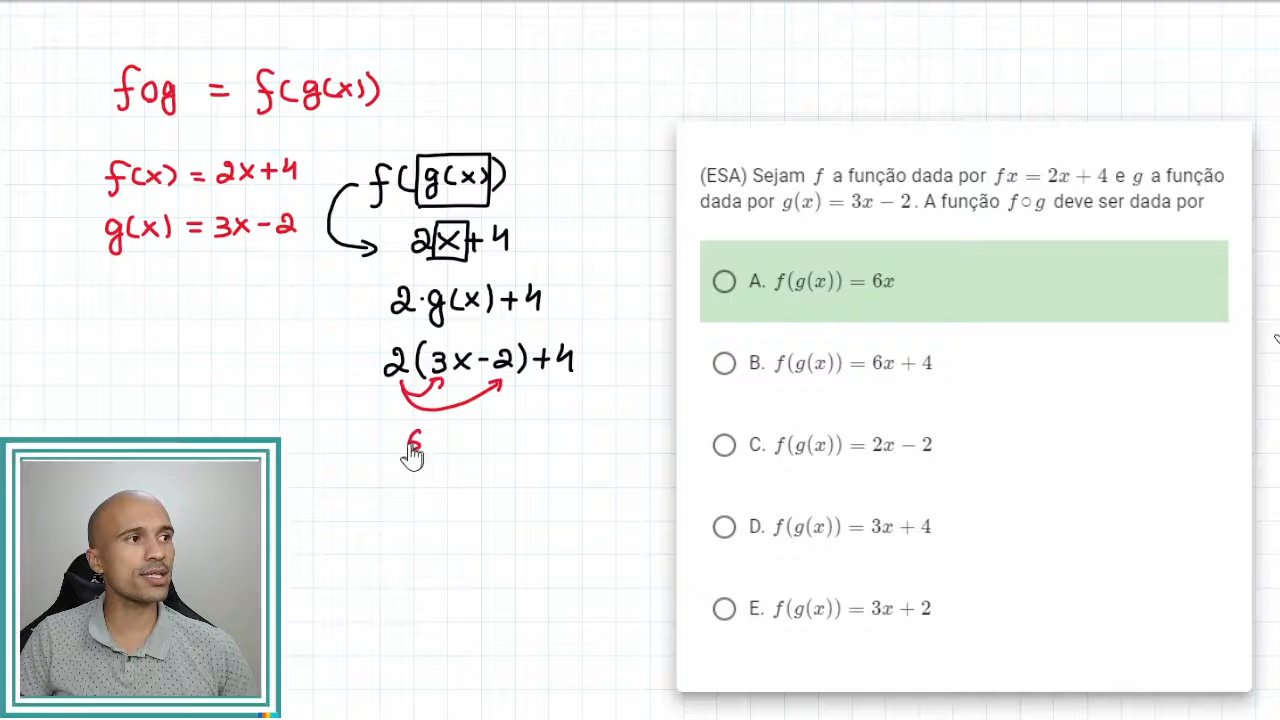 fog = f(g(x))
f(x) = 2x+4
g(x) = 3x-2
f(g(x))
2x+4
2·g(x)+4
2(3x-2)+4
6
(ESA) Sejam f a função dada por fx = 2x + 4 e g a função
dada por g(x) = 3x − 2. A função f∘g deve ser dada por
A. f(g(x)) = 6x
B. f(g(x)) = 6x + 4
C. f(g(x)) = 2x − 2
D. f(g(x)) = 3x + 4
E. f(g(x)) = 3x + 2